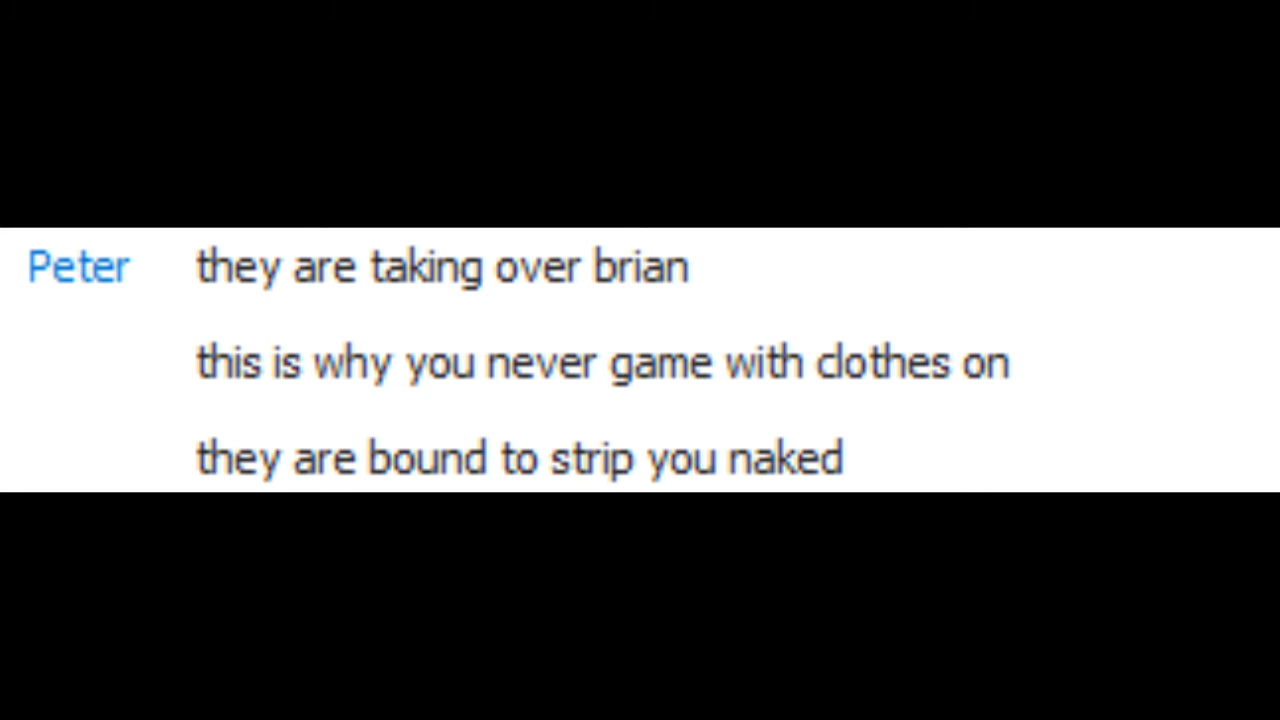 Peter they are taking over brian
this is why you never game with clothes on
they are bound to strip you naked